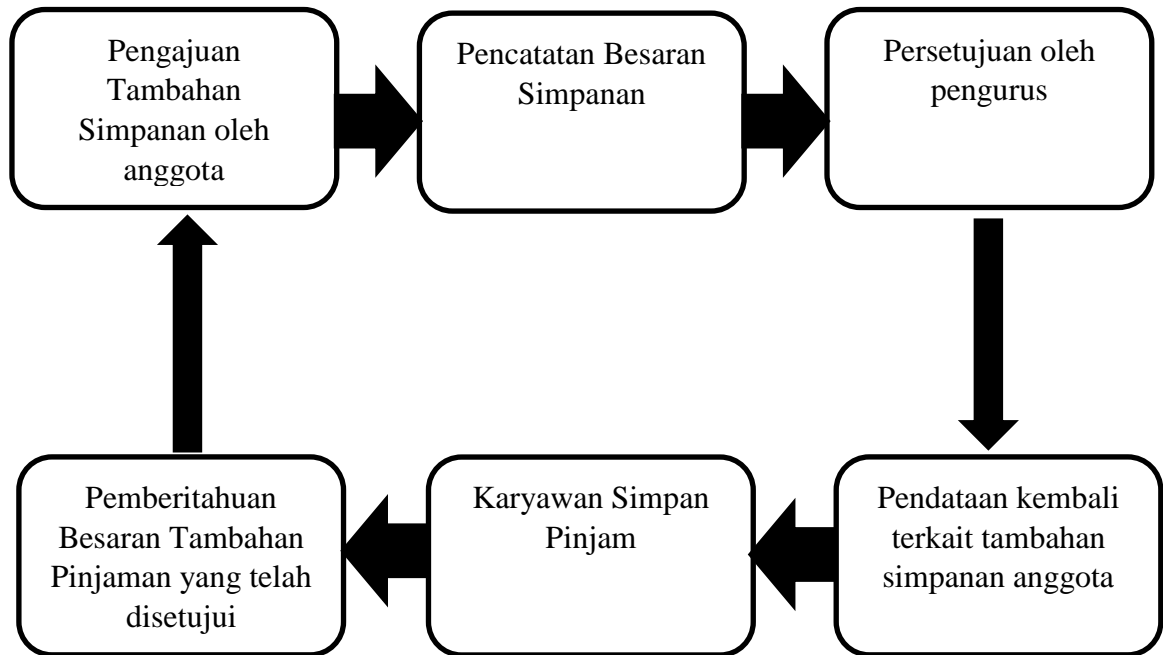 Pengajuan
Tambahan
Simpanan oleh
anggota
Pencatatan Besaran
Simpanan
Persetujuan oleh
pengurus
Pendataan kembali
terkait tambahan
simpanan anggota
Karyawan Simpan
Pinjam
Pemberitahuan
Besaran Tambahan
Pinjaman yang telah
disetujui